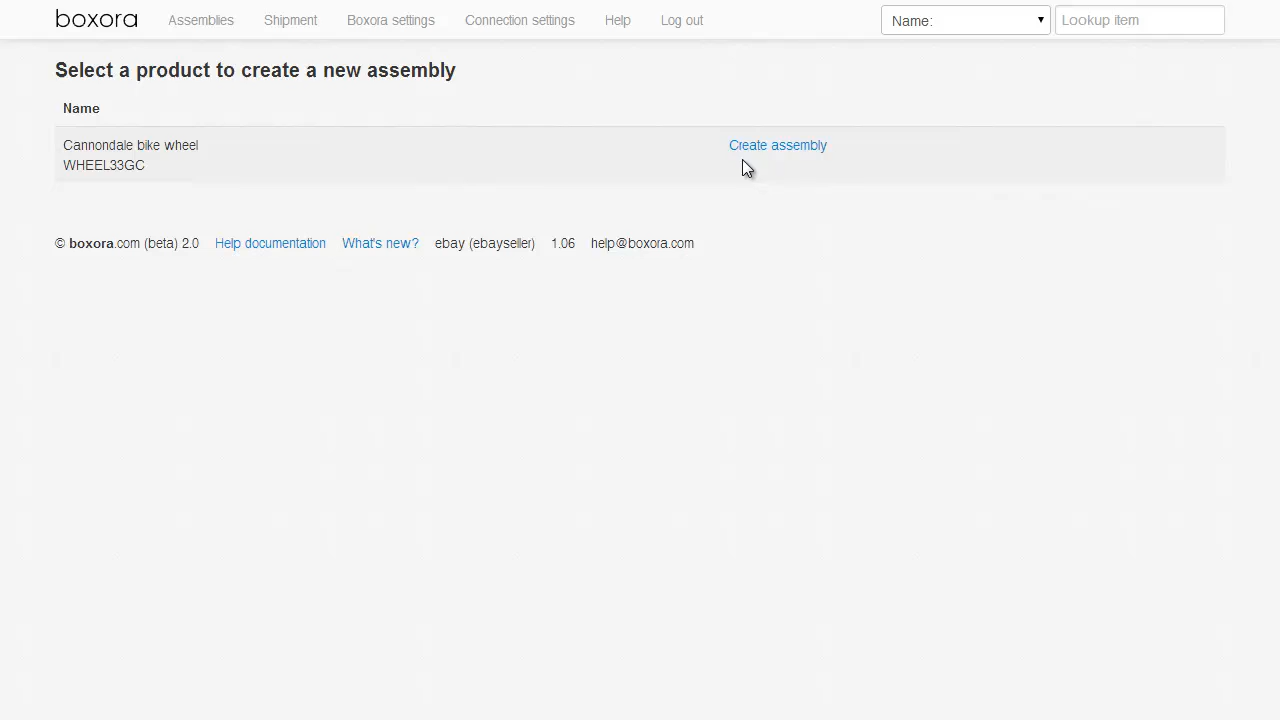 boxora Assemblies Shipment Boxora settings Connection settings Help Log out Name: Lookup item
Select a product to create a new assembly
Name
Cannondale bike wheel Create assembly
WHEEL33GC
© boxora.com (beta) 2.0 Help documentation What's new? ebay (ebayseller) 1.06 help@boxora.com